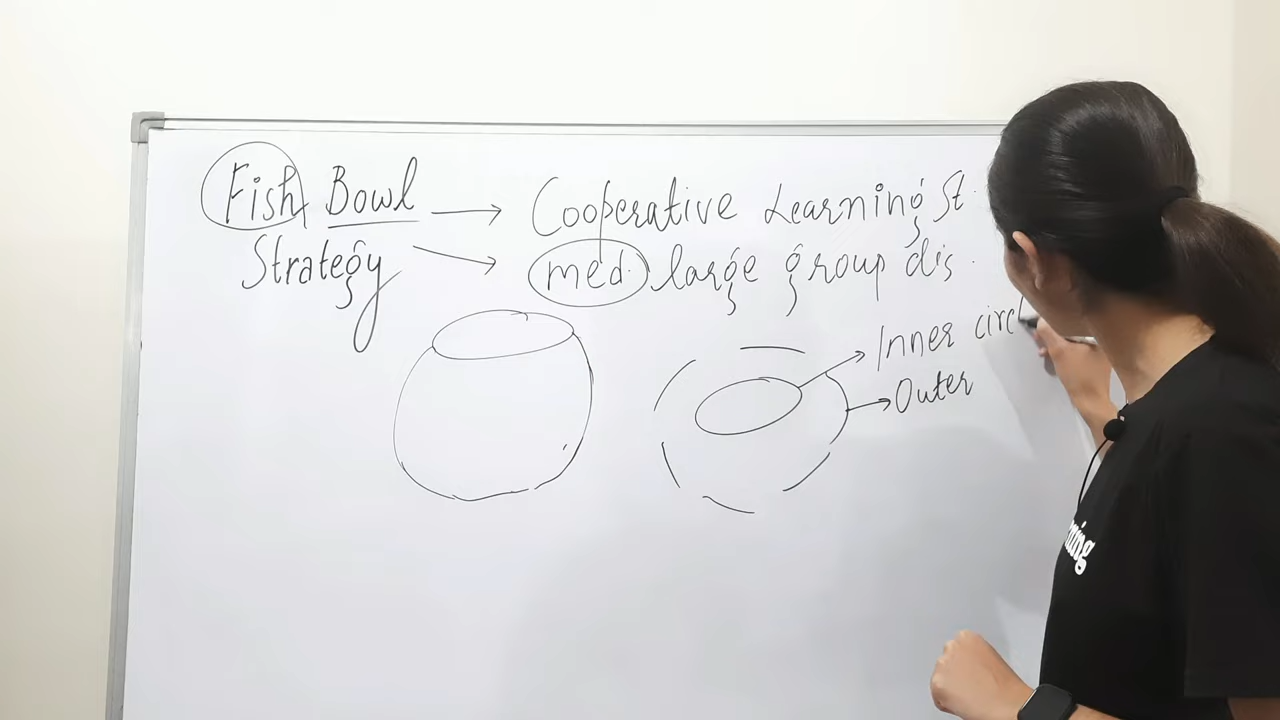 Fish Bowl
Strategy
Cooperative Learning St.
med. large group dis.
Inner circ
Outer